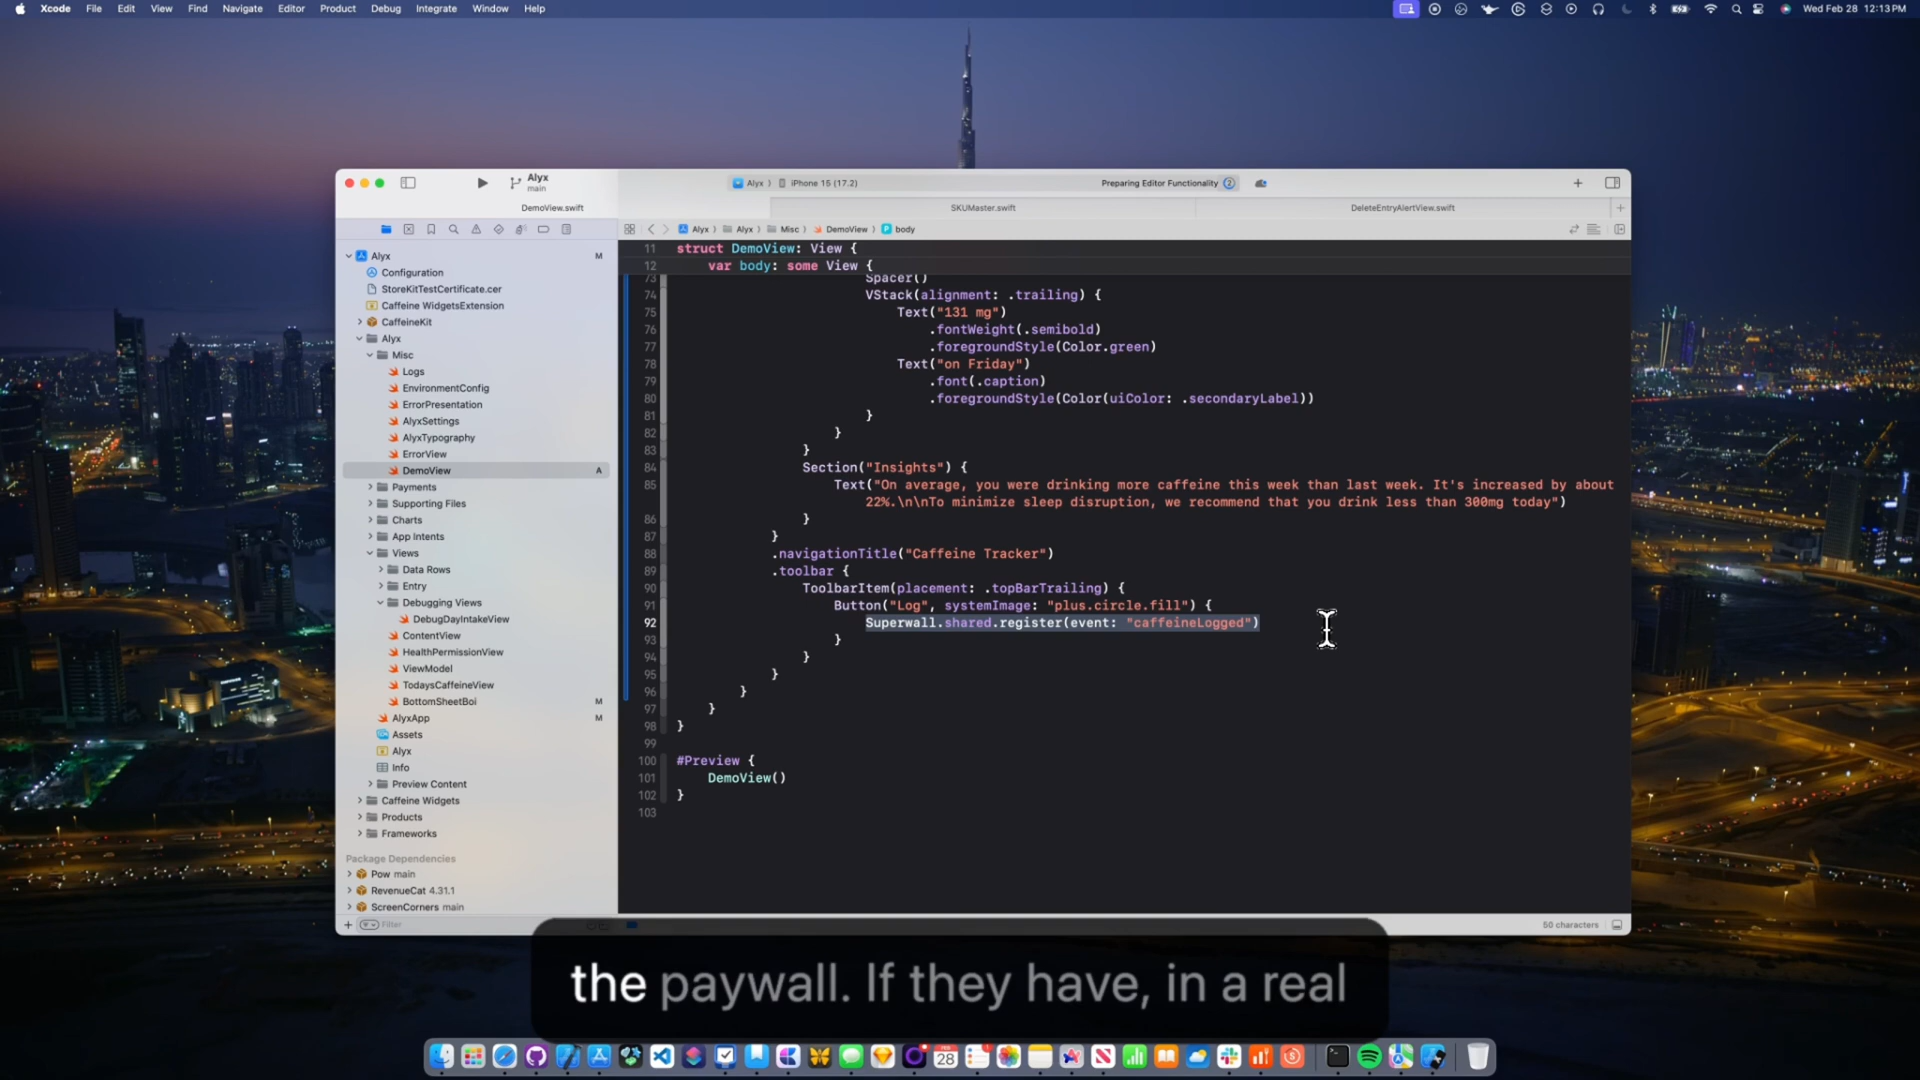 Xcode File Edit View Find Navigate Editor Product Debug Integrate Window Help
Wed Feb 28 12:13 PM
Alyx
main
Alyx
iPhone 15 (17.2)
Preparing Editor Functionality 2
DemoView.swift
SKUMaster.swift
DeleteEntryAlertView.swift
Alyx Alyx Misc DemoView body
Alyx M
Configuration
StoreKitTestCertificate.cer
Caffeine WidgetsExtension
CaffeineKit
Alyx
Misc
Logs
EnvironmentConfig
ErrorPresentation
AlyxSettings
AlyxTypography
ErrorView
DemoView A
Payments
Supporting Files
Charts
App Intents
Views
Data Rows
Entry
Debugging Views
DebugDayIntakeView
ContentView
HealthPermissionView
ViewModel
TodaysCaffeineView
BottomSheetBoi M
AlyxApp M
Assets
Alyx
Info
Preview Content
Caffeine Widgets
Products
Frameworks
Package Dependencies
Pow main
RevenueCat 4.31.1
ScreenCorners main
Filter
11 struct DemoView: View {
12 var body: some View {
73 Spacer()
74 VStack(alignment: .trailing) {
75 Text("131 mg")
76 .fontWeight(.semibold)
77 .foregroundStyle(Color.green)
78 Text("on Friday")
79 .font(.caption)
80 .foregroundStyle(Color(uiColor: .secondaryLabel))
81 }
82 }
83 }
84 Section("Insights") {
85 Text("On average, you were drinking more caffeine this week than last week. It's increased by about
22%.\n\nTo minimize sleep disruption, we recommend that you drink less than 300mg today")
86 }
87 }
88 .navigationTitle("Caffeine Tracker")
89 .toolbar {
90 ToolbarItem(placement: .topBarTrailing) {
91 Button("Log", systemImage: "plus.circle.fill") {
92 Superwall.shared.register(event: "caffeineLogged")
93 }
94 }
95 }
96 }
97 }
98 }
99
100 #Preview {
101 DemoView()
102 }
103
50 characters
the paywall. If they have, in a real
FEB
28